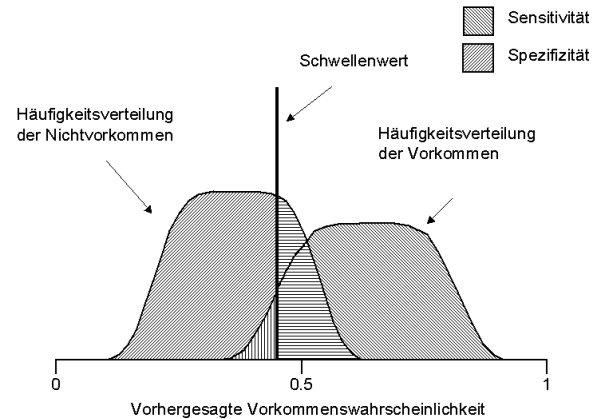 Sensitivität
Spezifizität
Schwellenwert
Häufigkeitsverteilung
der Nichtvorkommen
Häufigkeitsverteilung
der Vorkommen
0
0.5
1
Vorhergesagte Vorkommenswahrscheinlichkeit